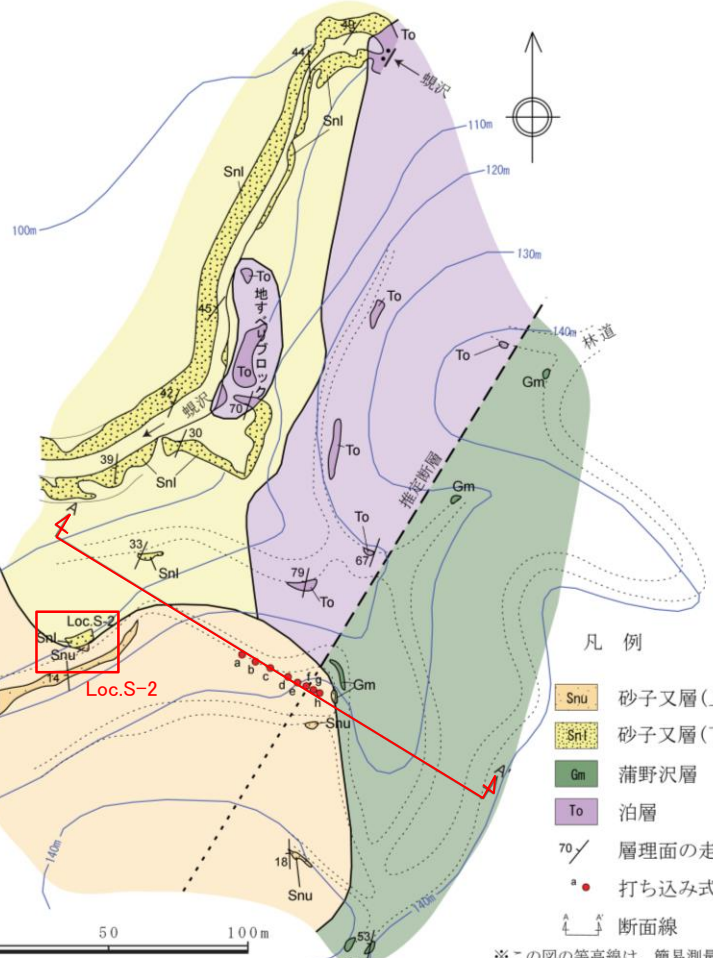 49
To
44
蜆沢
Snl
110m
Snl
120m
100m
130m
To
地すべりブロック
45
To
To
140m
林道
To
Gm
42
70
蜆沢
30
39
Snl
To
推定断層
Gm
A
33
Snl
To
67
79
To
Loc.S-2
Snl
Snu
14
Loc.S-2
a
b
c
d
e
f
g
h
Gm
Snu
A'
140m
18
Snu
53
140m
50
100m
凡 例
Snu 砂子又層(
Snl 砂子又層(
Gm 蒲野沢層
To 泊層
70 層理面の走
a 打ち込み式
A A' 断面線
※この図の等高線は、簡易測量